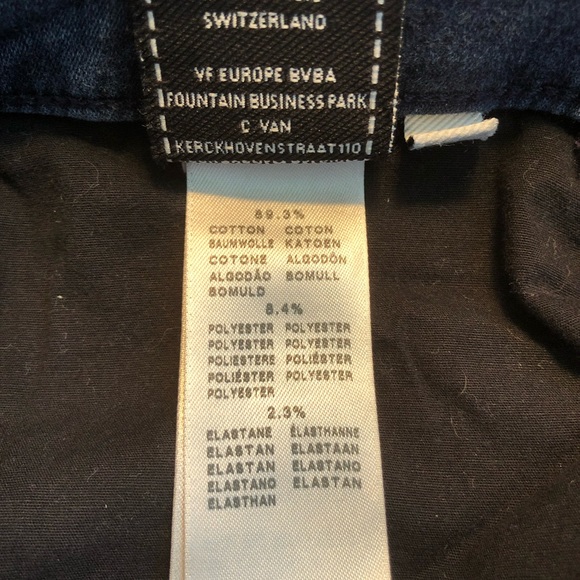 SWITZERLAND
VF EUROPE BVBA
FOUNTAIN BUSINESS PARK
C VAN
KERCKHOVENSTRAAT 110
89.3%
COTTON COTON
BAUMWOLLE KATOEN
COTONE ALGODÓN
ALGODÃO BOMULL
BOMULD
8.4%
POLYESTER POLYESTER
POLYESTER POLYESTER
POLIESTERE POLIÉSTER
POLIÉSTER POLYESTER
POLYESTER
2.3%
ELASTANE ÉLASTHANNE
ELASTAN ELASTAAN
ELASTAN ELASTANO
ELASTANO ELASTAN
ELASTHAN